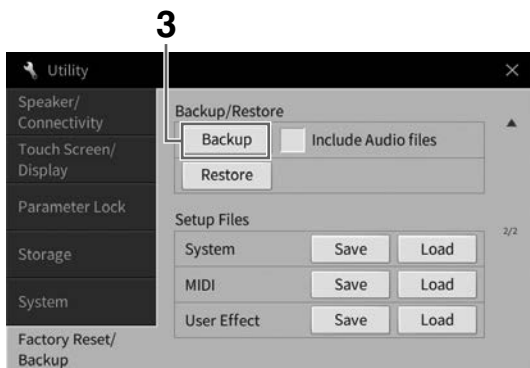 3
Utility
Speaker/
Connectivity
Touch Screen/
Display
Parameter Lock
Storage
System
Factory Reset/
Backup
Backup/Restore
Backup
Include Audio files
Restore
Setup Files
System Save Load
MIDI Save Load
User Effect Save Load
2/2